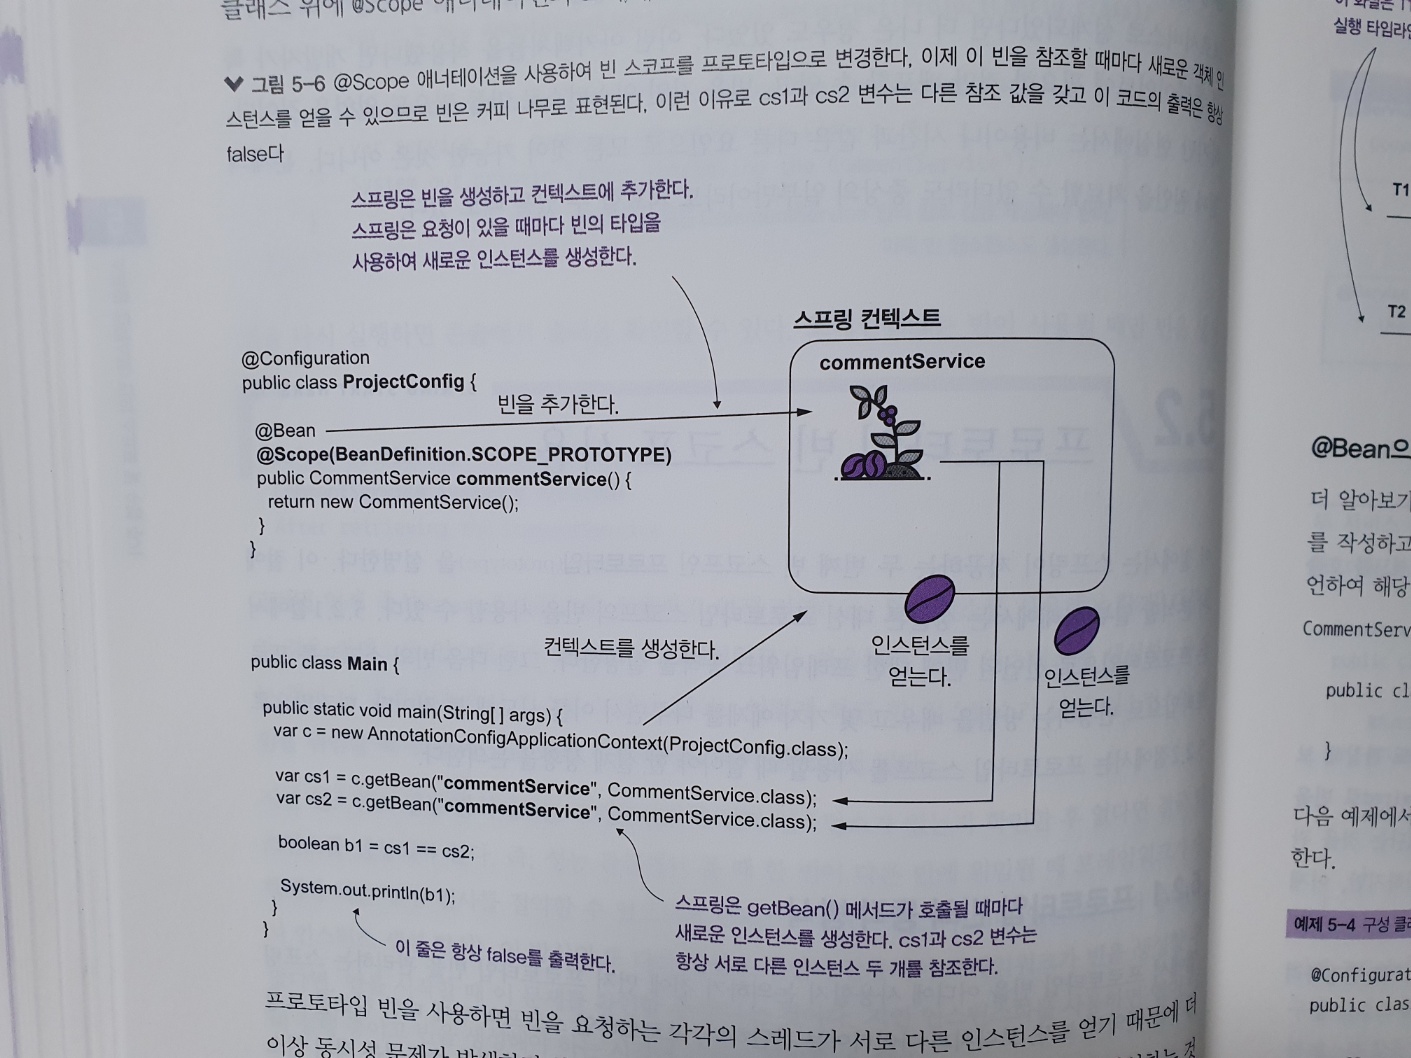 클래스 위에 @Scope
그림 5-6 @Scope 애너테이션을 사용하여 빈 스코프를 프로토타입으로 변경한다, 이제 이 빈을 참조할 때마다 새로운 객체 인
스턴스를 얻을 수 있으므로 빈은 커피 나무로 표현된다, 이런 이유로 cs1과 cs2 변수는 다른 참조 값을 갖고 이 코드의 출력은 항상
false다
스프링은 빈을 생성하고 컨텍스트에 추가한다.
스프링은 요청이 있을 때마다 빈의 타입을
사용하여 새로운 인스턴스를 생성한다.
스프링 컨텍스트
commentService
@Configuration
public class ProjectConfig {
빈을 추가한다.
@Bean
@Scope(BeanDefinition.SCOPE_PROTOTYPE)
public CommentService commentService() {
return new CommentService();
}
}
인스턴스를
얻는다.
인스턴스를
얻는다.
컨텍스트를 생성한다.
public class Main {
public static void main(String[] args) {
var c = new AnnotationConfigApplicationContext(ProjectConfig.class);
var cs1 = c.getBean("commentService", CommentService.class);
var cs2 = c.getBean("commentService", CommentService.class);
boolean b1 = cs1 == cs2;
System.out.println(b1);
}
}
이 줄은 항상 false를 출력한다.
스프링은 getBean() 메서드가 호출될 때마다
새로운 인스턴스를 생성한다. cs1과 cs2 변수는
항상 서로 다른 인스턴스 두 개를 참조한다.
프로토타입 빈을 사용하면 빈을 요청하는 각각의 스레드가 서로 다른 인스턴스를 얻기 때문에 더
이상 동시성 문제가
실행 타임라인
T1
T2
@Bean으
더 알아보기
를 작성하고
언하여 해당
CommentServ
public cl
}
다음 예제에서
한다.
예제 5-4 구성 클래
@Configurat
public clas